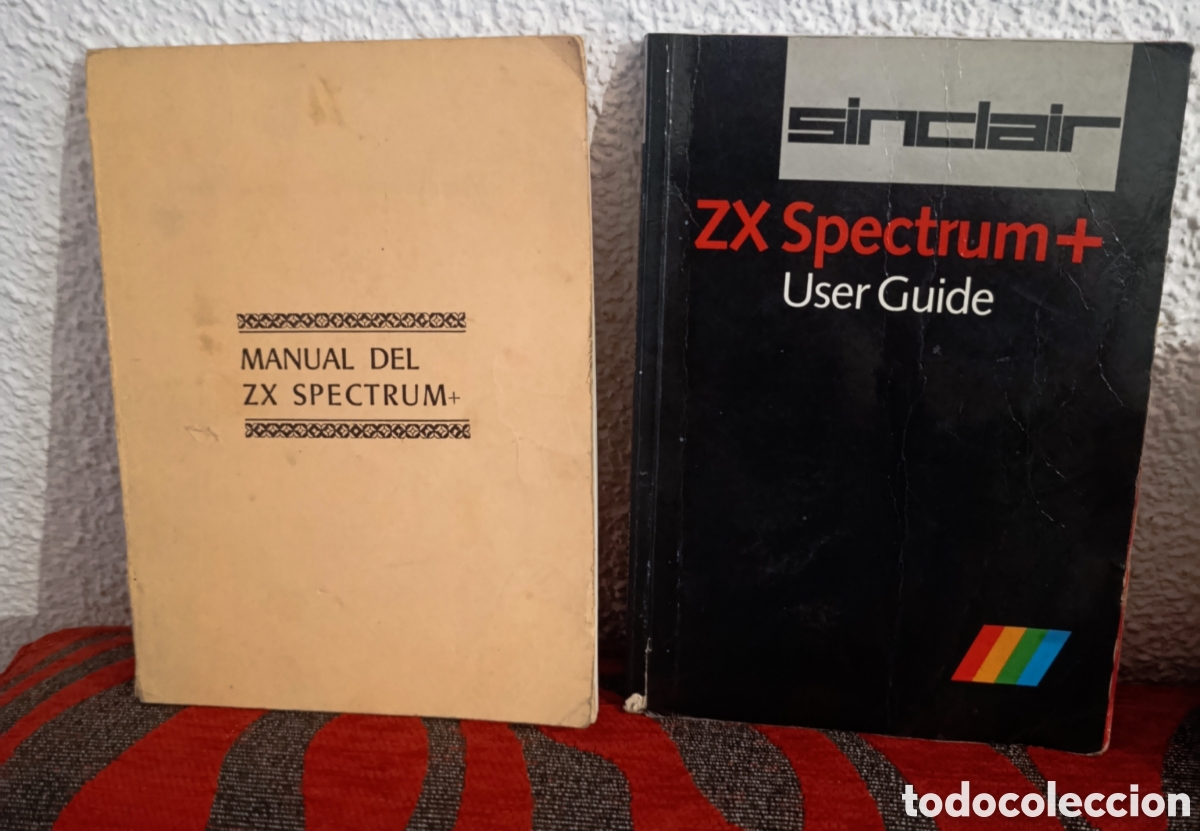 MANUAL DEL
ZX SPECTRUM+
sinclair
ZX Spectrum+
User Guide
todocoleccion